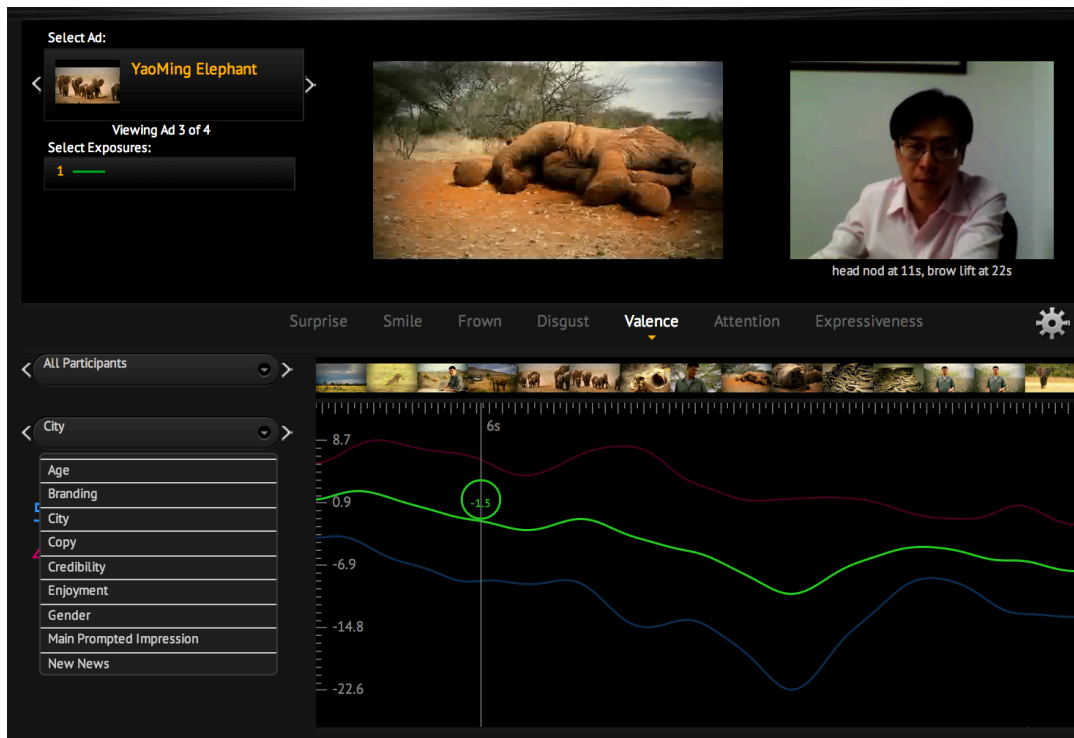 Select Ad:
YaoMing Elephant
Viewing Ad 3 of 4
Select Exposures:
1
head nod at 11s, brow lift at 22s
Surprise Smile Frown Disgust Valence Attention Expressiveness
All Participants
City
Age
Branding
City
Copy
Credibility
Enjoyment
Gender
Main Prompted Impression
New News
6s
8.7
0.9
-1.5
-6.9
-14.8
-22.6